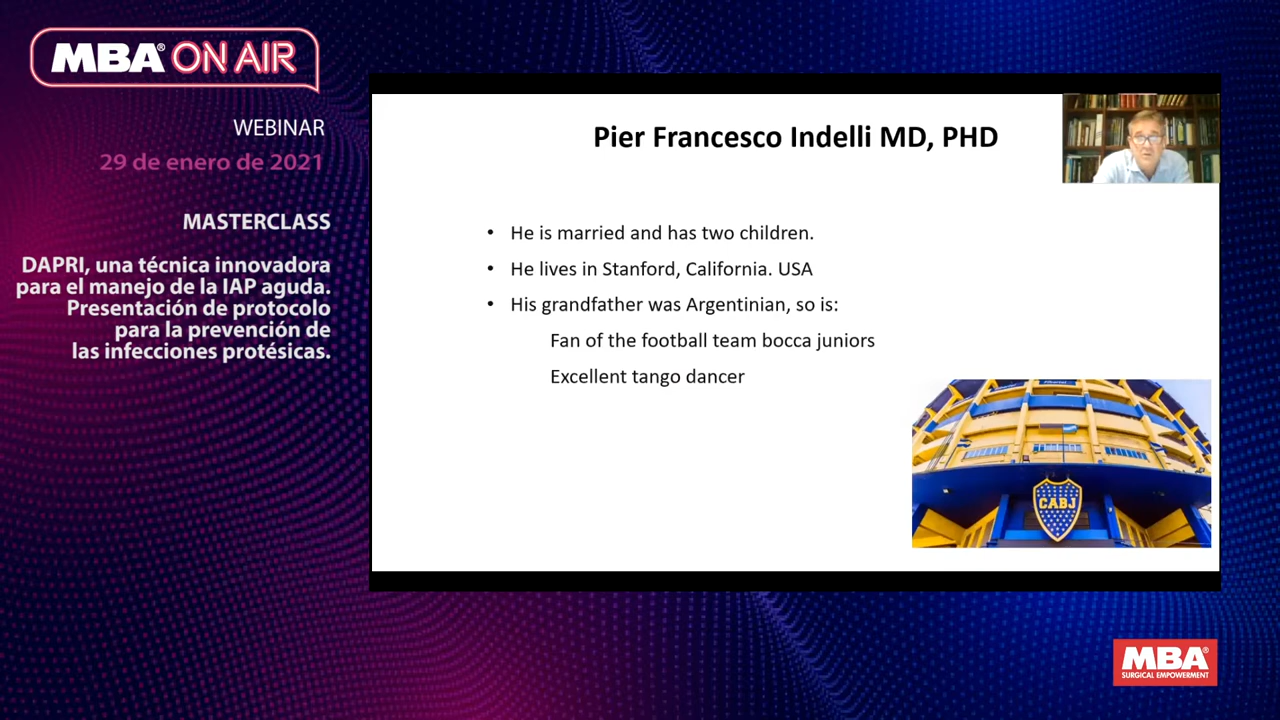 MBA® ON AIR
WEBINAR
29 de enero de 2021
MASTERCLASS
DAPRI, una técnica innovadora
para el manejo de la IAP aguda.
Presentación de protocolo
para la prevención de
las infecciones protésicas.
Pier Francesco Indelli MD, PHD
• He is married and has two children.
• He lives in Stanford, California. USA
• His grandfather was Argentinian, so is:
Fan of the football team bocca juniors
Excellent tango dancer
CABJ
MBA®
SURGICAL EMPOWERMENT